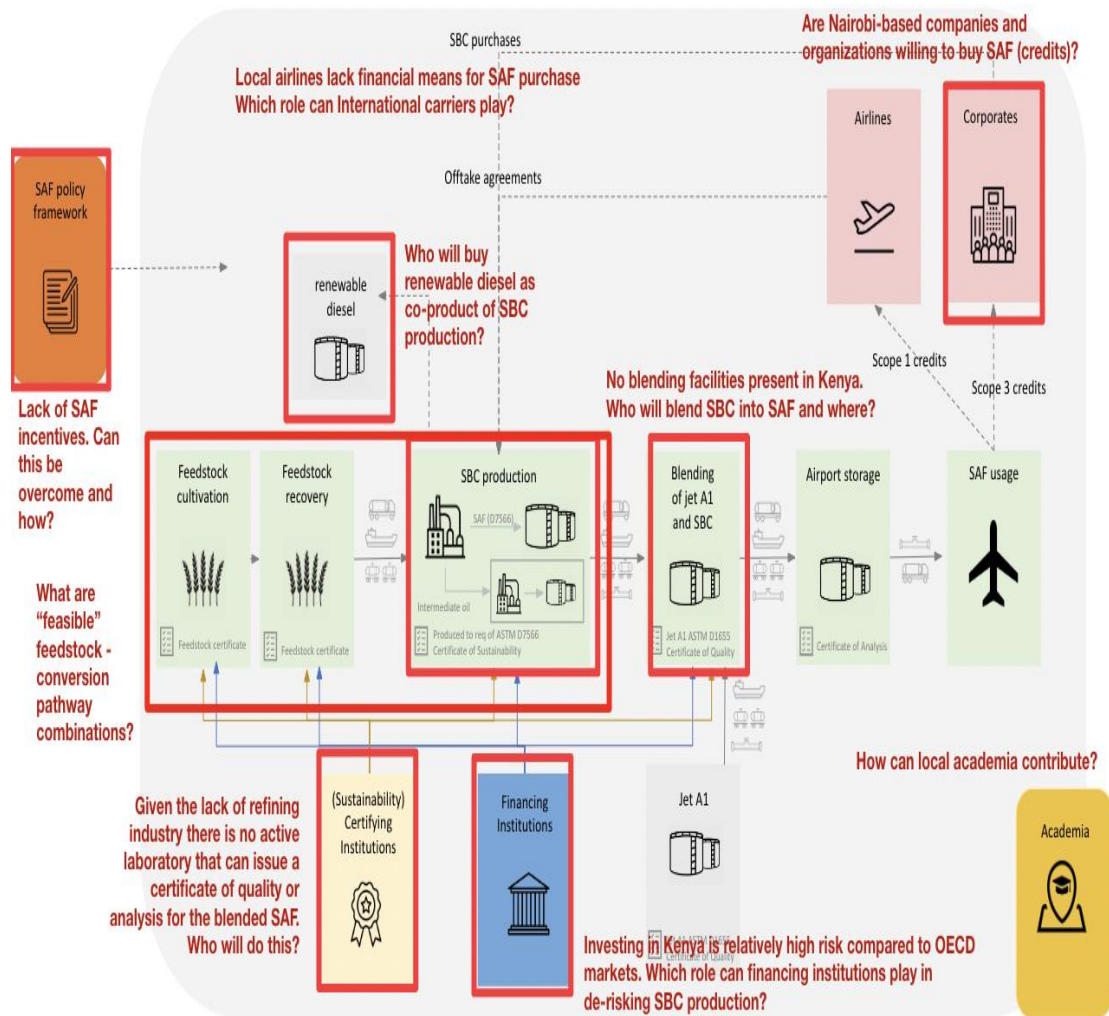 SBC purchases
Are Nairobi-based companies and
organizations willing to buy SAF (credits)?
Local airlines lack financial means for SAF purchase
Which role can International carriers play?
Airlines
Corporates
SAF policy
framework
Offtake agreements
renewable
diesel
Who will buy
renewable diesel as
co-product of SBC
production?
Scope 1 credits
Scope 3 credits
No blending facilities present in Kenya.
Who will blend SBC into SAF and where?
Lack of SAF
incentives. Can
this be
overcome and
how?
Feedstock
cultivation
Feedstock certificate
Feedstock
recovery
Feedstock certificate
SBC production
SAF (D7566)
Intermediate oil
Produced to req of ASTM D7566
Certificate of Sustainability
Blending
of jet A1
and SBC
Jet A1 ASTM D1655
Certificate of Quality
Airport storage
Certificate of Analysis
SAF usage
What are
“feasible”
feedstock -
conversion
pathway
combinations?
Given the lack of refining
industry there is no active
laboratory that can issue a
certificate of quality or
analysis for the blended SAF.
Who will do this?
(Sustainability)
Certifying
Institutions
Financing
Institutions
Jet A1
Jet A1 ASTM D1655
Certificate of Quality
Investing in Kenya is relatively high risk compared to OECD
markets. Which role can financing institutions play in
de-risking SBC production?
How can local academia contribute?
Academia